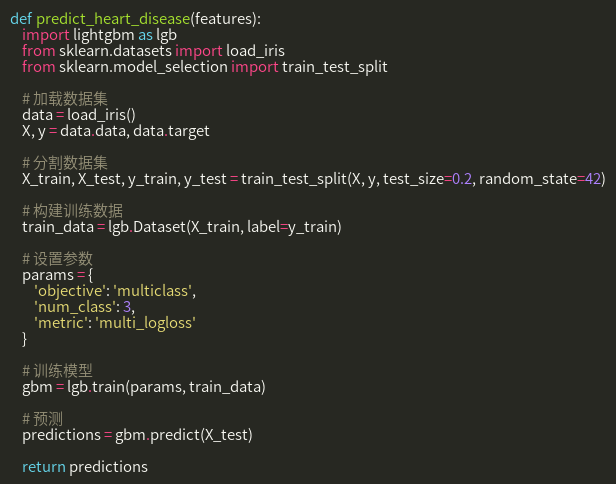 def predict_heart_disease(features):
    import lightgbm as lgb
    from sklearn.datasets import load_iris
    from sklearn.model_selection import train_test_split

    # 加载数据集
    data = load_iris()
    X, y = data.data, data.target

    # 分割数据集
    X_train, X_test, y_train, y_test = train_test_split(X, y, test_size=0.2, random_state=42)

    # 构建训练数据
    train_data = lgb.Dataset(X_train, label=y_train)

    # 设置参数
    params = {
        'objective': 'multiclass',
        'num_class': 3,
        'metric': 'multi_logloss'
    }

    # 训练模型
    gbm = lgb.train(params, train_data)

    # 预测
    predictions = gbm.predict(X_test)

    return predictions